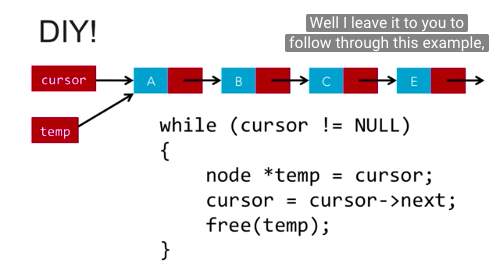 DIY!
Well I leave it to you to
follow through this example,
cursor
A
B
C
E
temp
while (cursor != NULL)
{
    node *temp = cursor;
    cursor = cursor->next;
    free(temp);
}